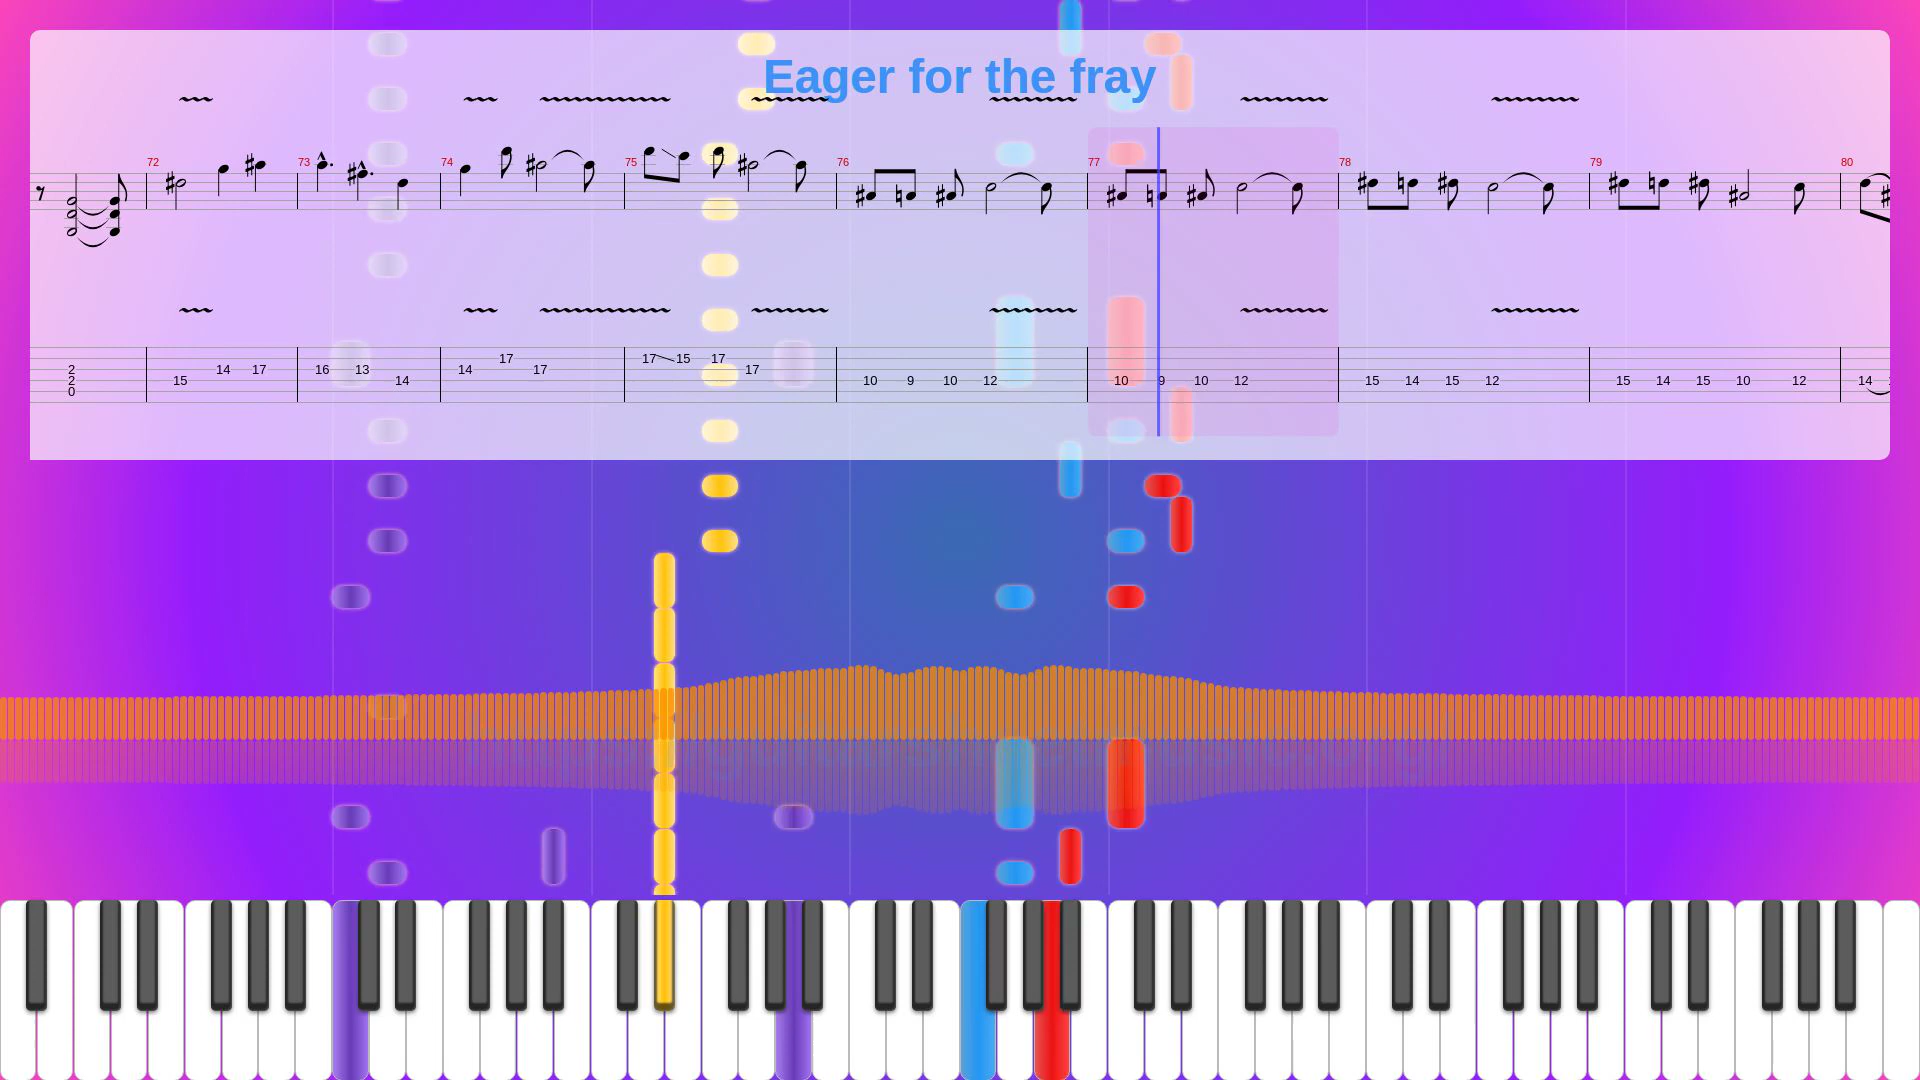 Eager for the fray
72 73 74 75 76 77 78 79 80
2 2 0 15 14 17 16 13 14 14 17 17 17 15 17 17 10 9 10 12 10 9 10 12 15 14 15 12 15 14 15 10 12 14